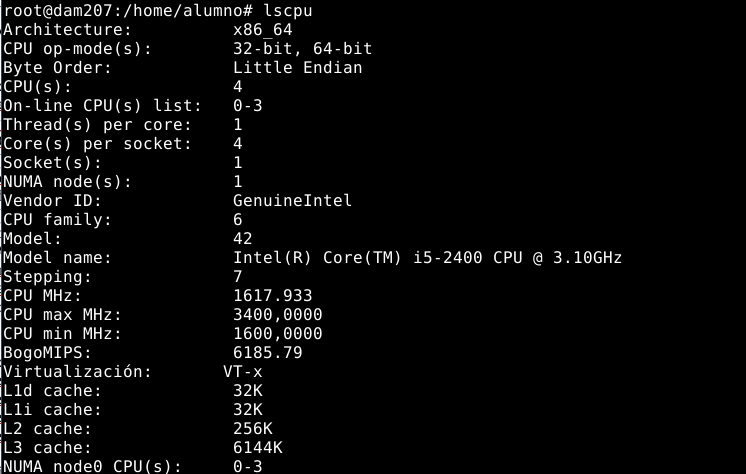 root@dam207:/home/alumno# lscpu
Architecture:          x86_64
CPU op-mode(s):        32-bit, 64-bit
Byte Order:            Little Endian
CPU(s):                4
On-line CPU(s) list:   0-3
Thread(s) per core:    1
Core(s) per socket:    4
Socket(s):             1
NUMA node(s):          1
Vendor ID:             GenuineIntel
CPU family:            6
Model:                 42
Model name:            Intel(R) Core(TM) i5-2400 CPU @ 3.10GHz
Stepping:              7
CPU MHz:               1617.933
CPU max MHz:           3400,0000
CPU min MHz:           1600,0000
BogoMIPS:              6185.79
Virtualización:       VT-x
L1d cache:             32K
L1i cache:             32K
L2 cache:              256K
L3 cache:              6144K
NUMA node0 CPU(s):     0-3